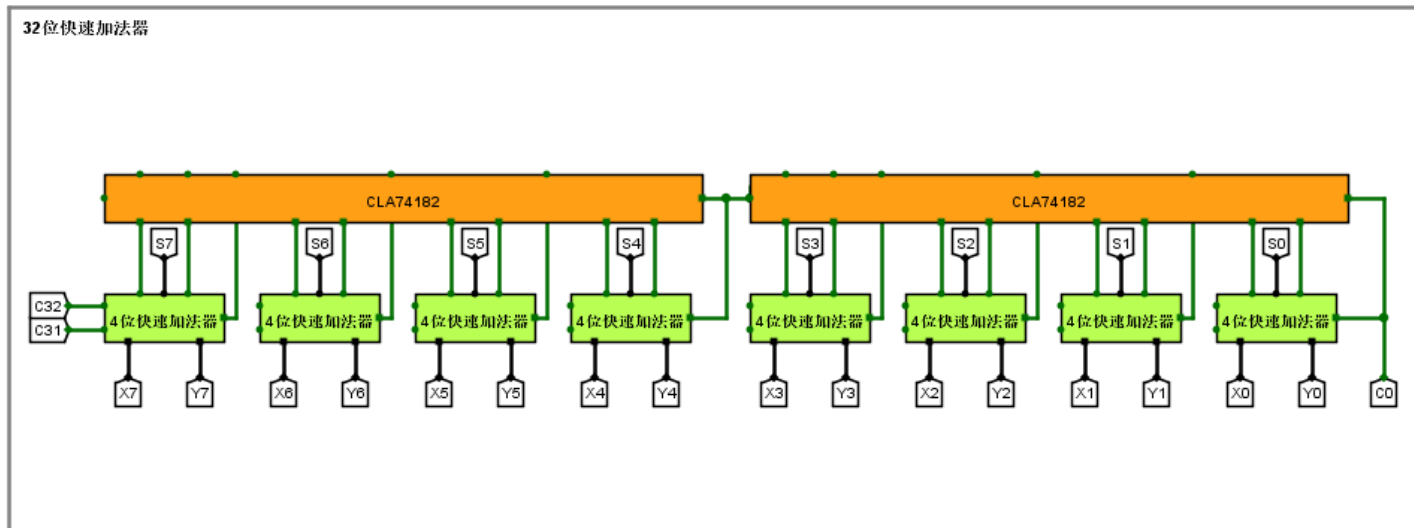 32位快速加法器
CLA74182 CLA74182
S7 S6 S5 S4 S3 S2 S1 S0
C32
C31
4位快速加法器 4位快速加法器 4位快速加法器 4位快速加法器 4位快速加法器 4位快速加法器 4位快速加法器 4位快速加法器
X7 Y7 X6 Y6 X5 Y5 X4 Y4 X3 Y3 X2 Y2 X1 Y1 X0 Y0 C0